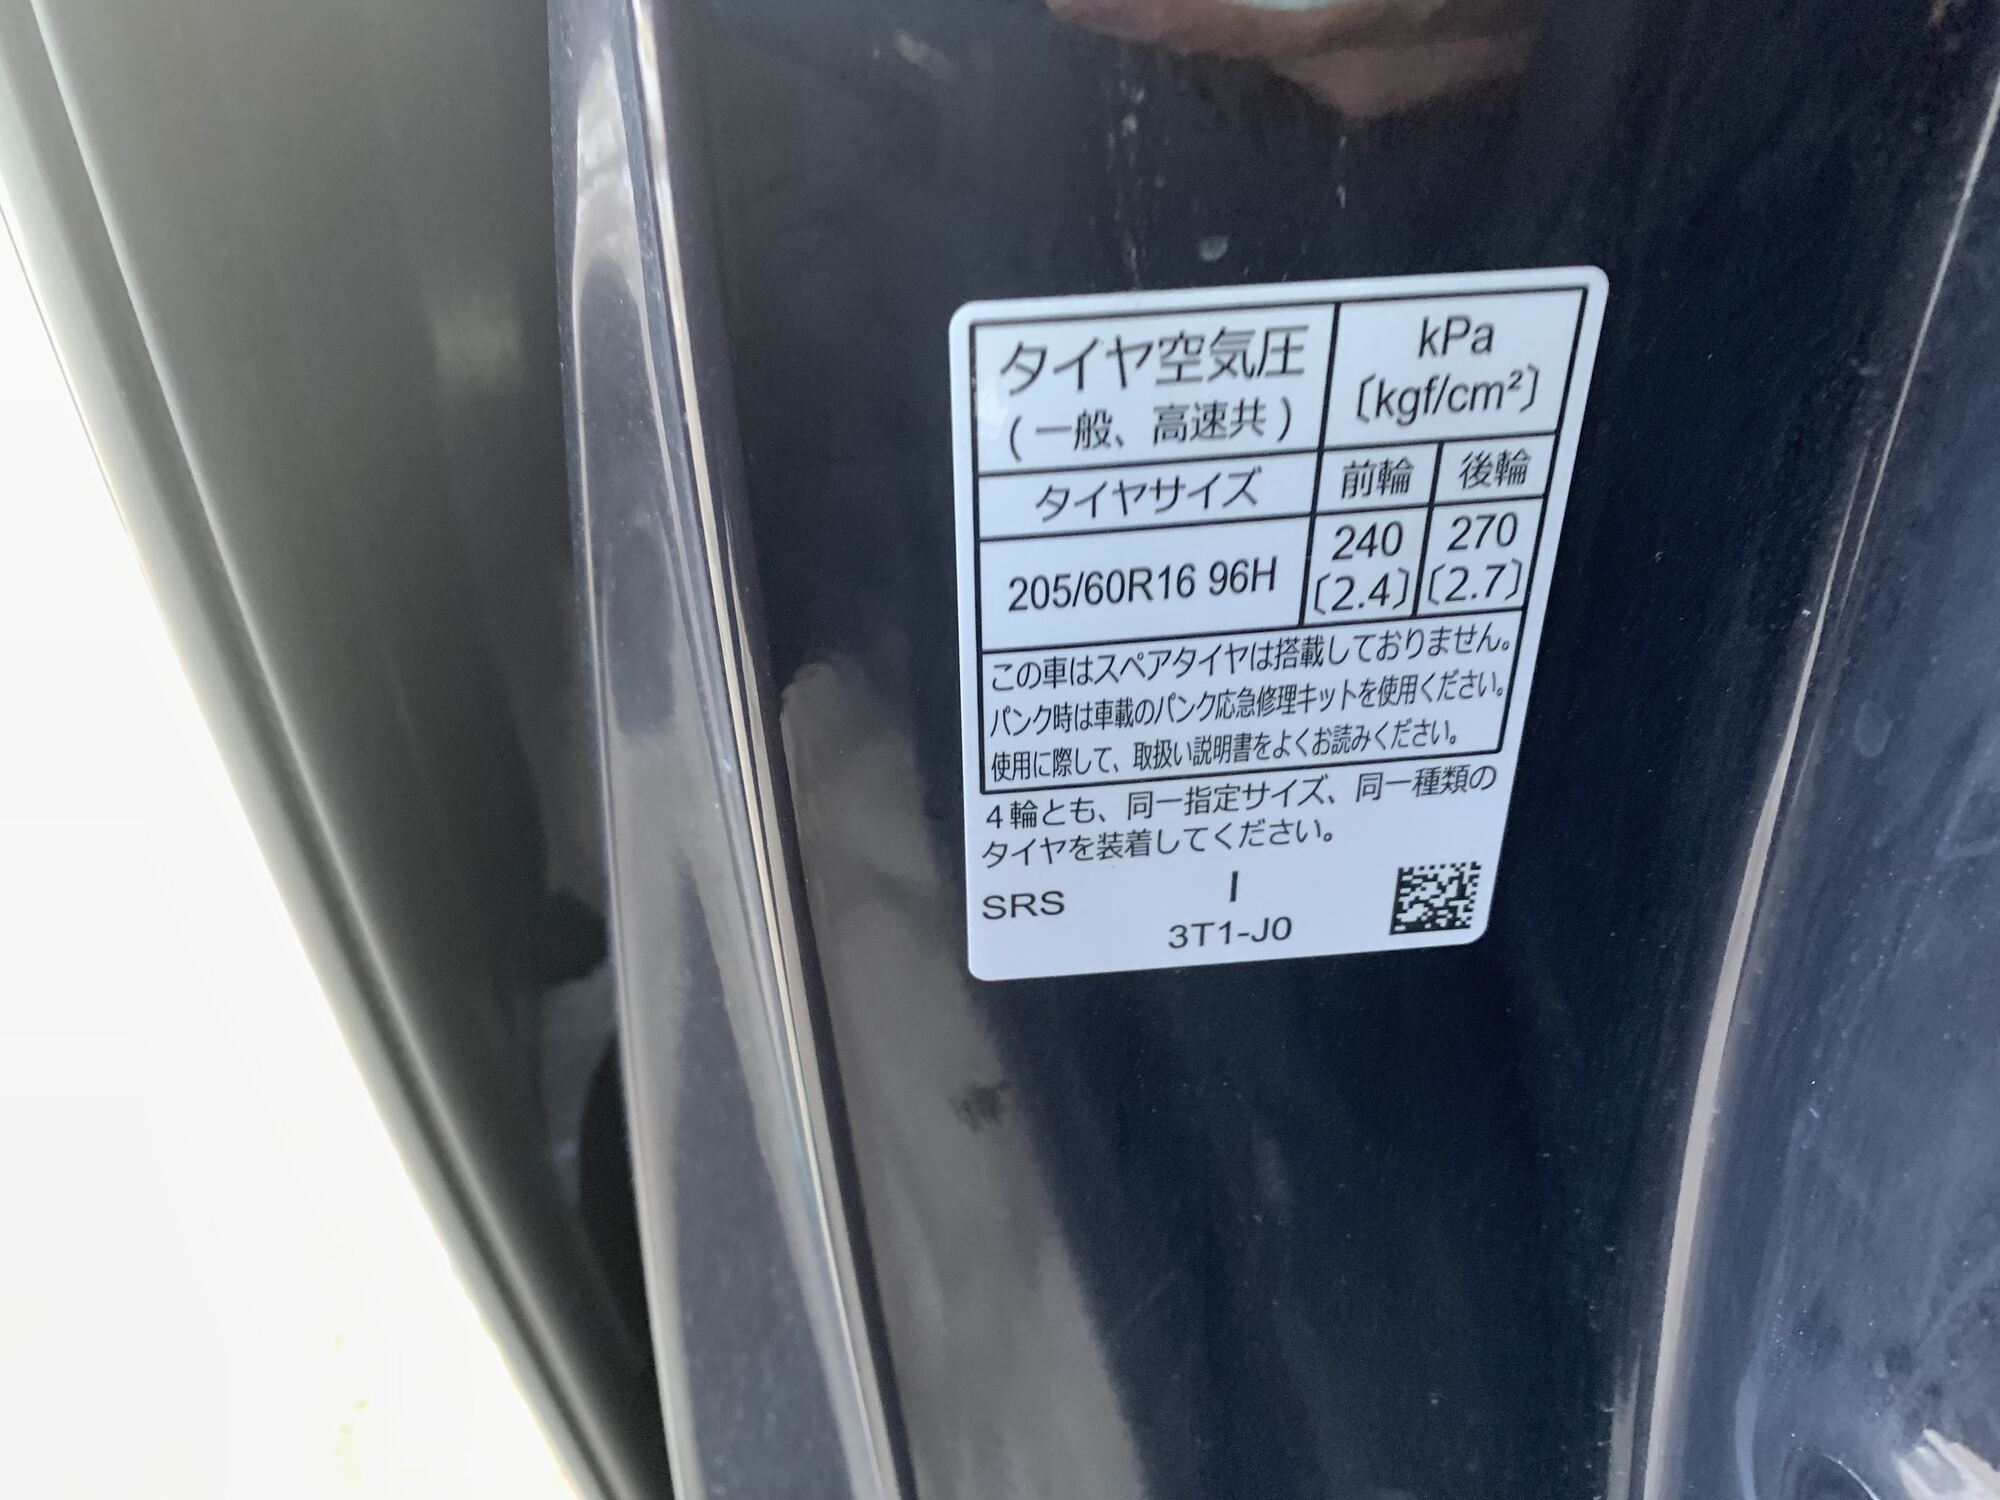 タイヤ空気圧
(一般、高速共)
kPa
〔kgf/cm²〕
タイヤサイズ
前輪
後輪
205/60R16 96H
240
〔2.4〕
270
〔2.7〕
この車はスペアタイヤは搭載しておりません。
パンク時は車載のパンク応急修理キットを使用ください。
使用に際して、取扱い説明書をよくお読みください。
4輪とも、同一指定サイズ、同一種類の
タイヤを装着してください。
SRS
I
3T1-J0